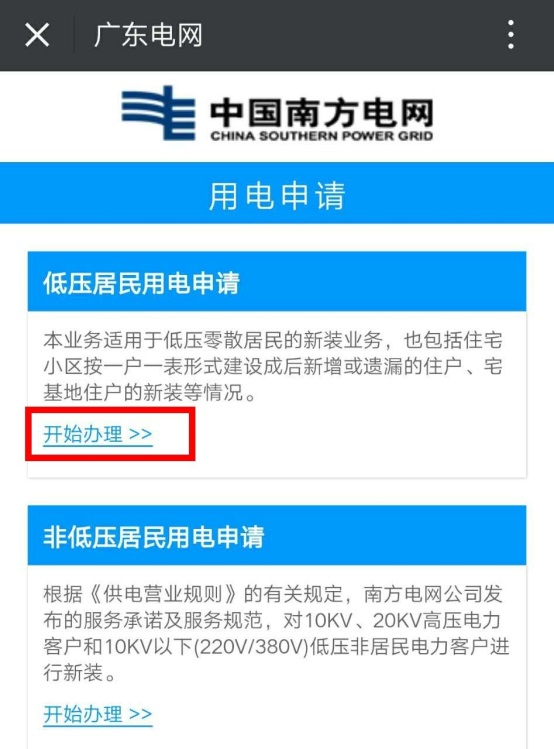 广东电网
中国南方电网
CHINA SOUTHERN POWER GRID
用电申请
低压居民用电申请
本业务适用于低压零散居民的新装业务，也包括住宅
小区按一户一表形式建设成后新增或遗漏的住户、宅
基地住户的新装等情况。
开始办理 >>
非低压居民用电申请
根据《供电营业规则》的有关规定，南方电网公司发
布的服务承诺及服务规范，对10KV、20KV高压电力
客户和10KV以下(220V/380V)低压非居民电力客户进
行新装。
开始办理 >>